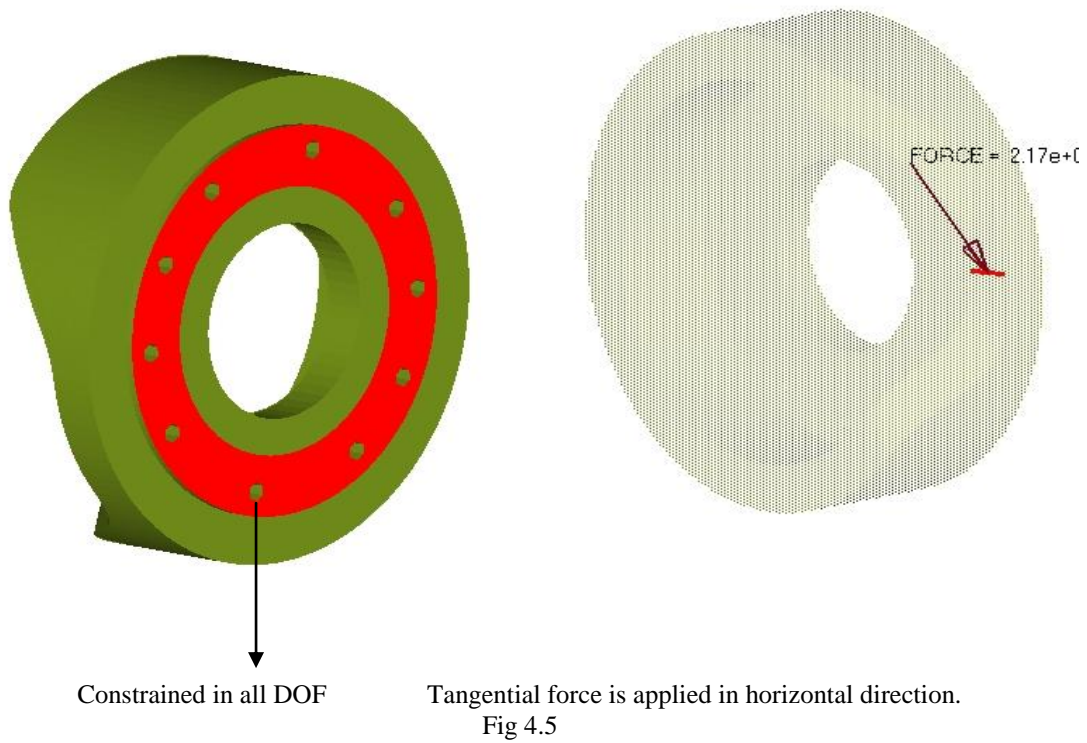 FORCE = 2.17e+0
Constrained in all DOF
Tangential force is applied in horizontal direction.
Fig 4.5